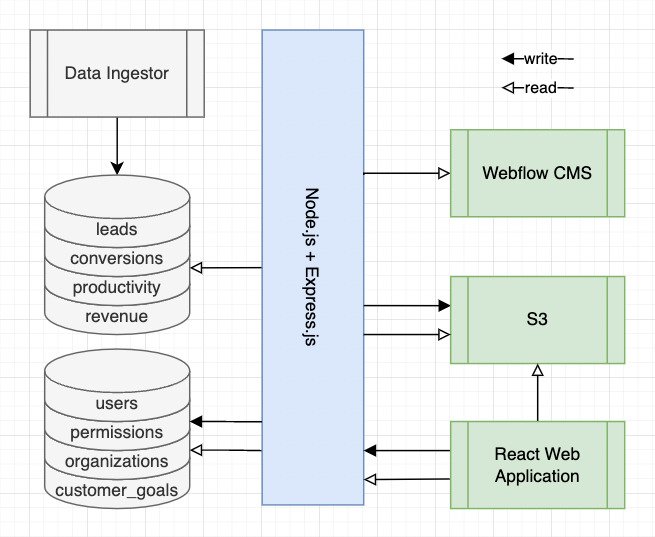 Data Ingestor
write
read
Webflow CMS
leads
conversions
productivity
revenue
Node.js + Express.js
S3
users
permissions
organizations
customer_goals
React Web
Application